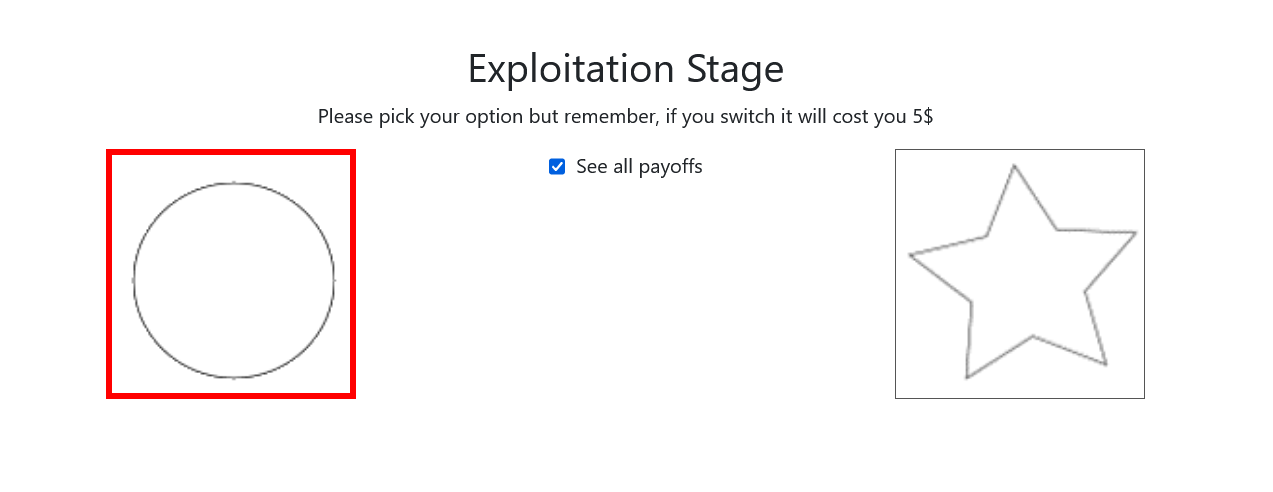 Exploitation Stage
Please pick your option but remember, if you switch it will cost you 5$
See all payoffs